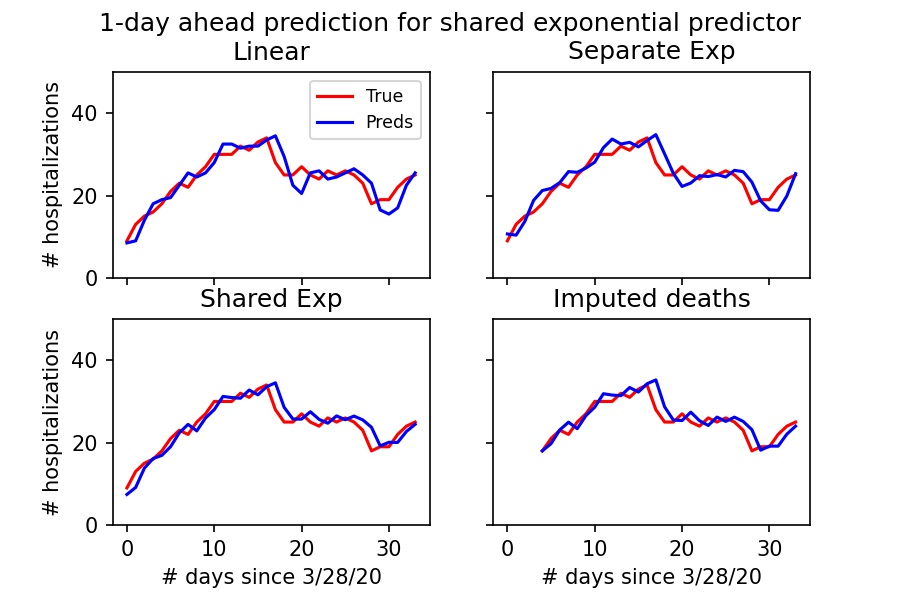 1-day ahead prediction for shared exponential predictor
Linear
Separate Exp
# hospitalizations
40
20
0
True
Preds
Shared Exp
Imputed deaths
# hospitalizations
40
20
0
0 10 20 30
0 10 20 30
# days since 3/28/20
# days since 3/28/20